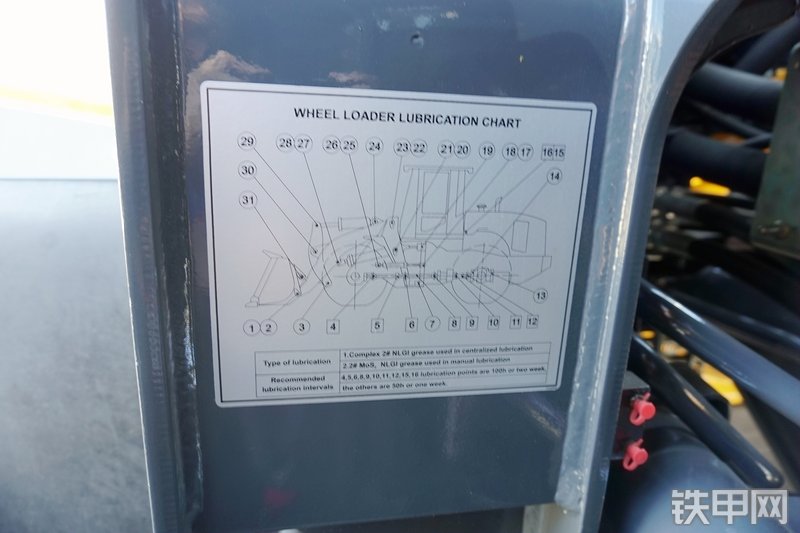 WHEEL LOADER LUBRICATION CHART
29 28 27 26 25 24 23 22 21 20 19 18 17 16 15
30 14
31
13
1 2 3 4 5 6 7 8 9 10 11 12
Type of lubrication
1.Complex 2# NLGI grease used in centralized lubrication
2.2# MoS, NLGI grease used in manual lubrication
Recommended
lubrication intervals
4,5,6,8,9,10,11,12,15,16 lubrication points are 100h or two week,
the others are 50h or one week.
铁甲网